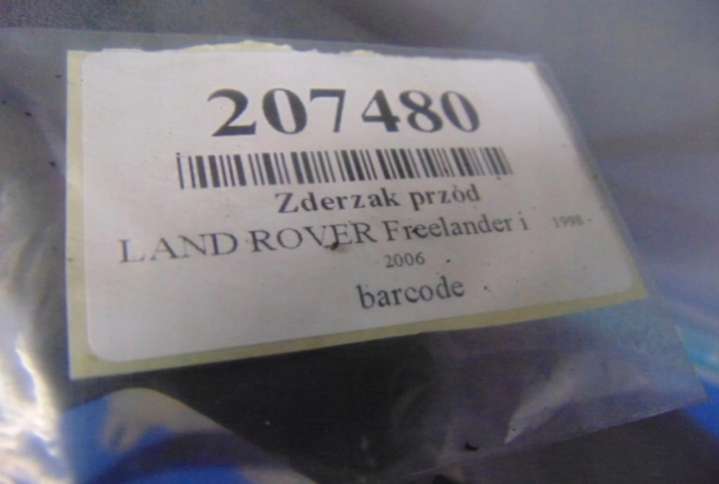 207480
Zderzak przód
LAND ROVER Freelander i 1998 -
2006
barcode